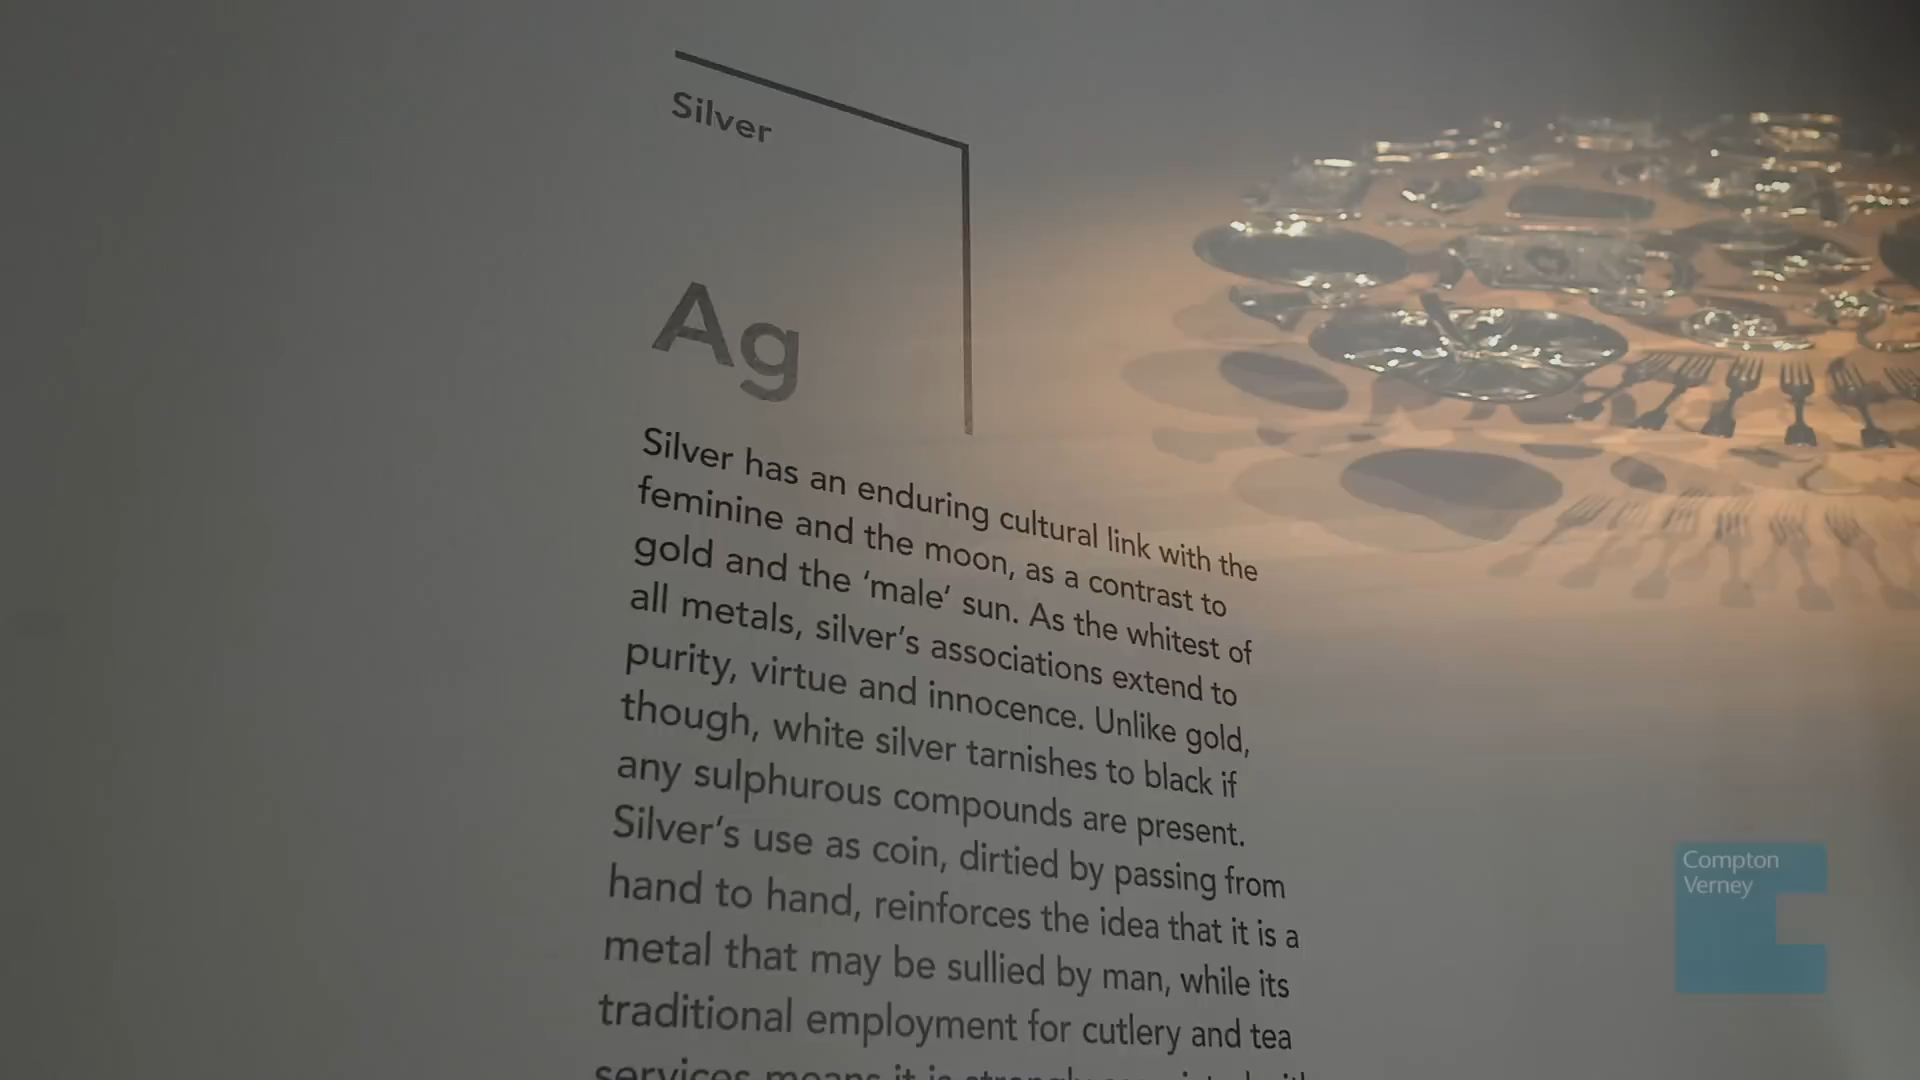 Silver
Ag
Silver has an enduring cultural link with the
feminine and the moon, as a contrast to
gold and the ‘male’ sun. As the whitest of
all metals, silver’s associations extend to
purity, virtue and innocence. Unlike gold,
though, white silver tarnishes to black if
any sulphurous compounds are present.
Silver’s use as coin, dirtied by passing from
hand to hand, reinforces the idea that it is a
metal that may be sullied by man, while its
traditional employment for cutlery and tea
services means it is
Compton
Verney